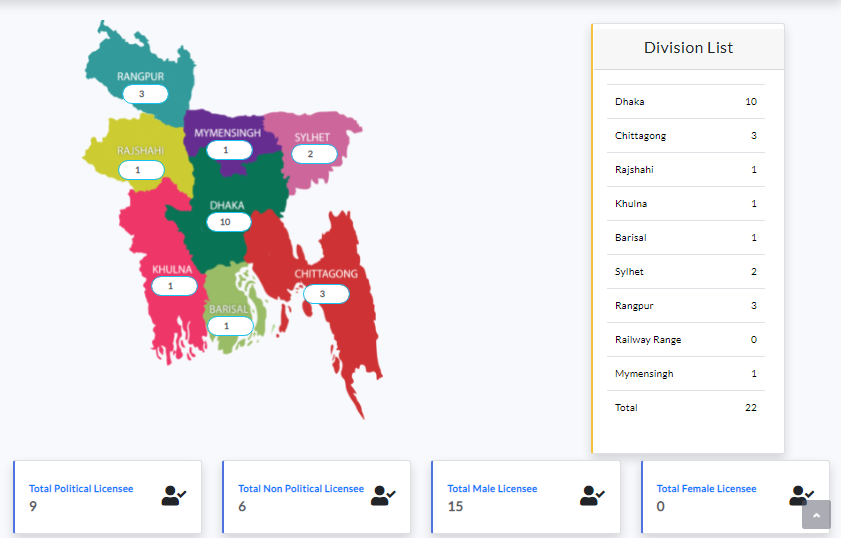 RANGPUR
3
MYMENSINGH
1
SYLHET
2
RAJSHAHI
1
DHAKA
10
KHULNA
1
CHITTAGONG
3
BARISAL
1
Division List
Dhaka 10
Chittagong 3
Rajshahi 1
Khulna 1
Barisal 1
Sylhet 2
Rangpur 3
Railway Range 0
Mymensingh 1
Total 22
Total Political Licensee
9
Total Non Political Licensee
6
Total Male Licensee
15
Total Female Licensee
0